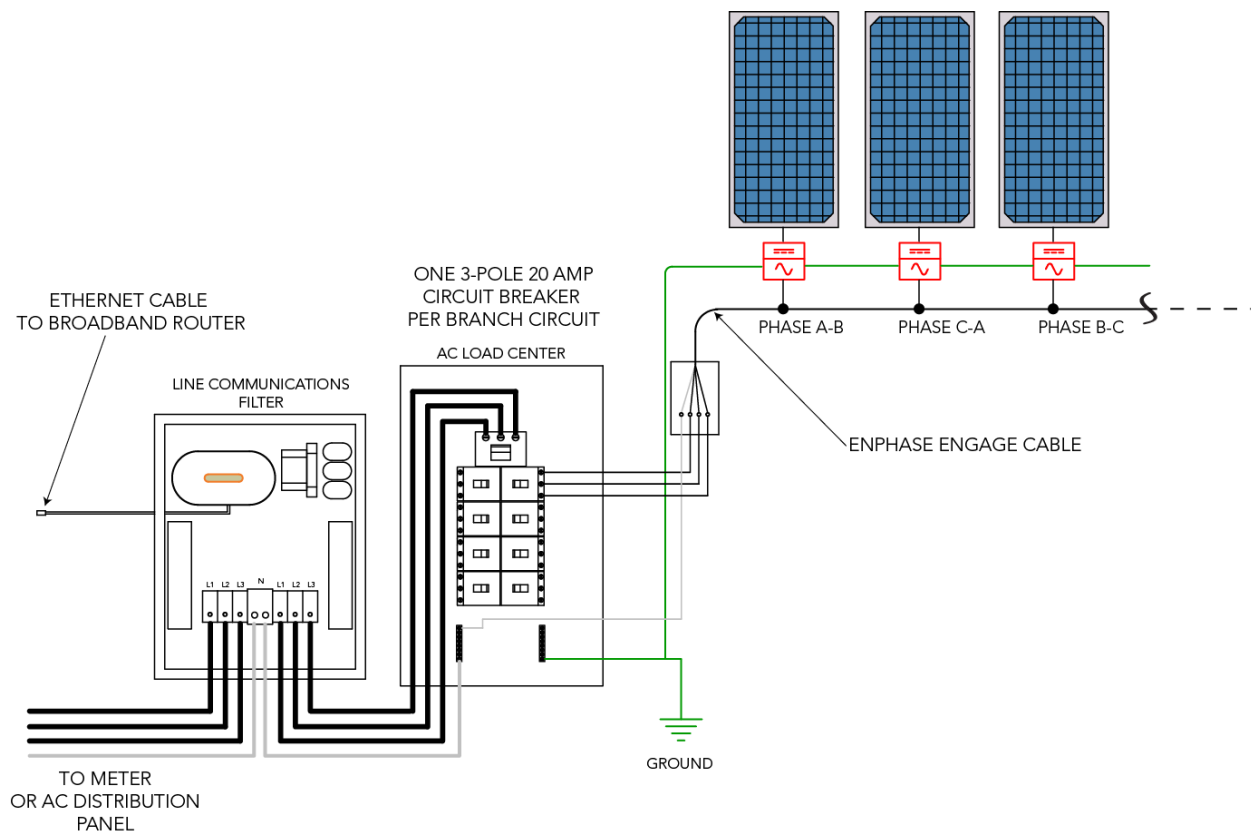 ETHERNET CABLE
TO BROADBAND ROUTER
ONE 3-POLE 20 AMP
CIRCUIT BREAKER
PER BRANCH CIRCUIT
AC LOAD CENTER
LINE COMMUNICATIONS
FILTER
PHASE A-B
PHASE C-A
PHASE B-C
ENPHASE ENGAGE CABLE
L1 L2 L3 N L1 L2 L3
GROUND
TO METER
OR AC DISTRIBUTION
PANEL